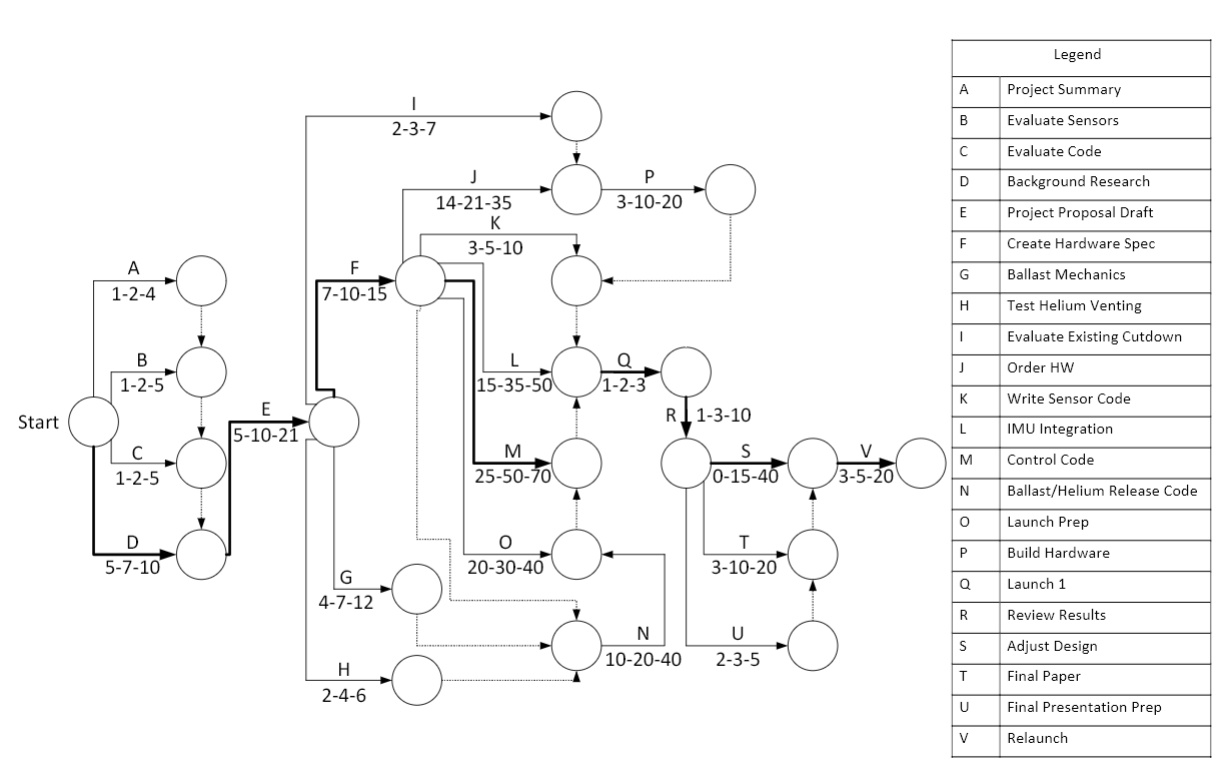 I
2-3-7
J
14-21-35
P
3-10-20
K
3-5-10
A
1-2-4
F
7-10-15
B
1-2-5
L
15-35-50
Q
1-2-3
Start
E
5-10-21
R 1-3-10
C
1-2-5
M
25-50-70
S
0-15-40
V
3-5-20
D
5-7-10
O
20-30-40
T
3-10-20
G
4-7-12
N
10-20-40
U
2-3-5
H
2-4-6
Legend
A Project Summary
B Evaluate Sensors
C Evaluate Code
D Background Research
E Project Proposal Draft
F Create Hardware Spec
G Ballast Mechanics
H Test Helium Venting
I Evaluate Existing Cutdown
J Order HW
K Write Sensor Code
L IMU Integration
M Control Code
N Ballast/Helium Release Code
O Launch Prep
P Build Hardware
Q Launch 1
R Review Results
S Adjust Design
T Final Paper
U Final Presentation Prep
V Relaunch